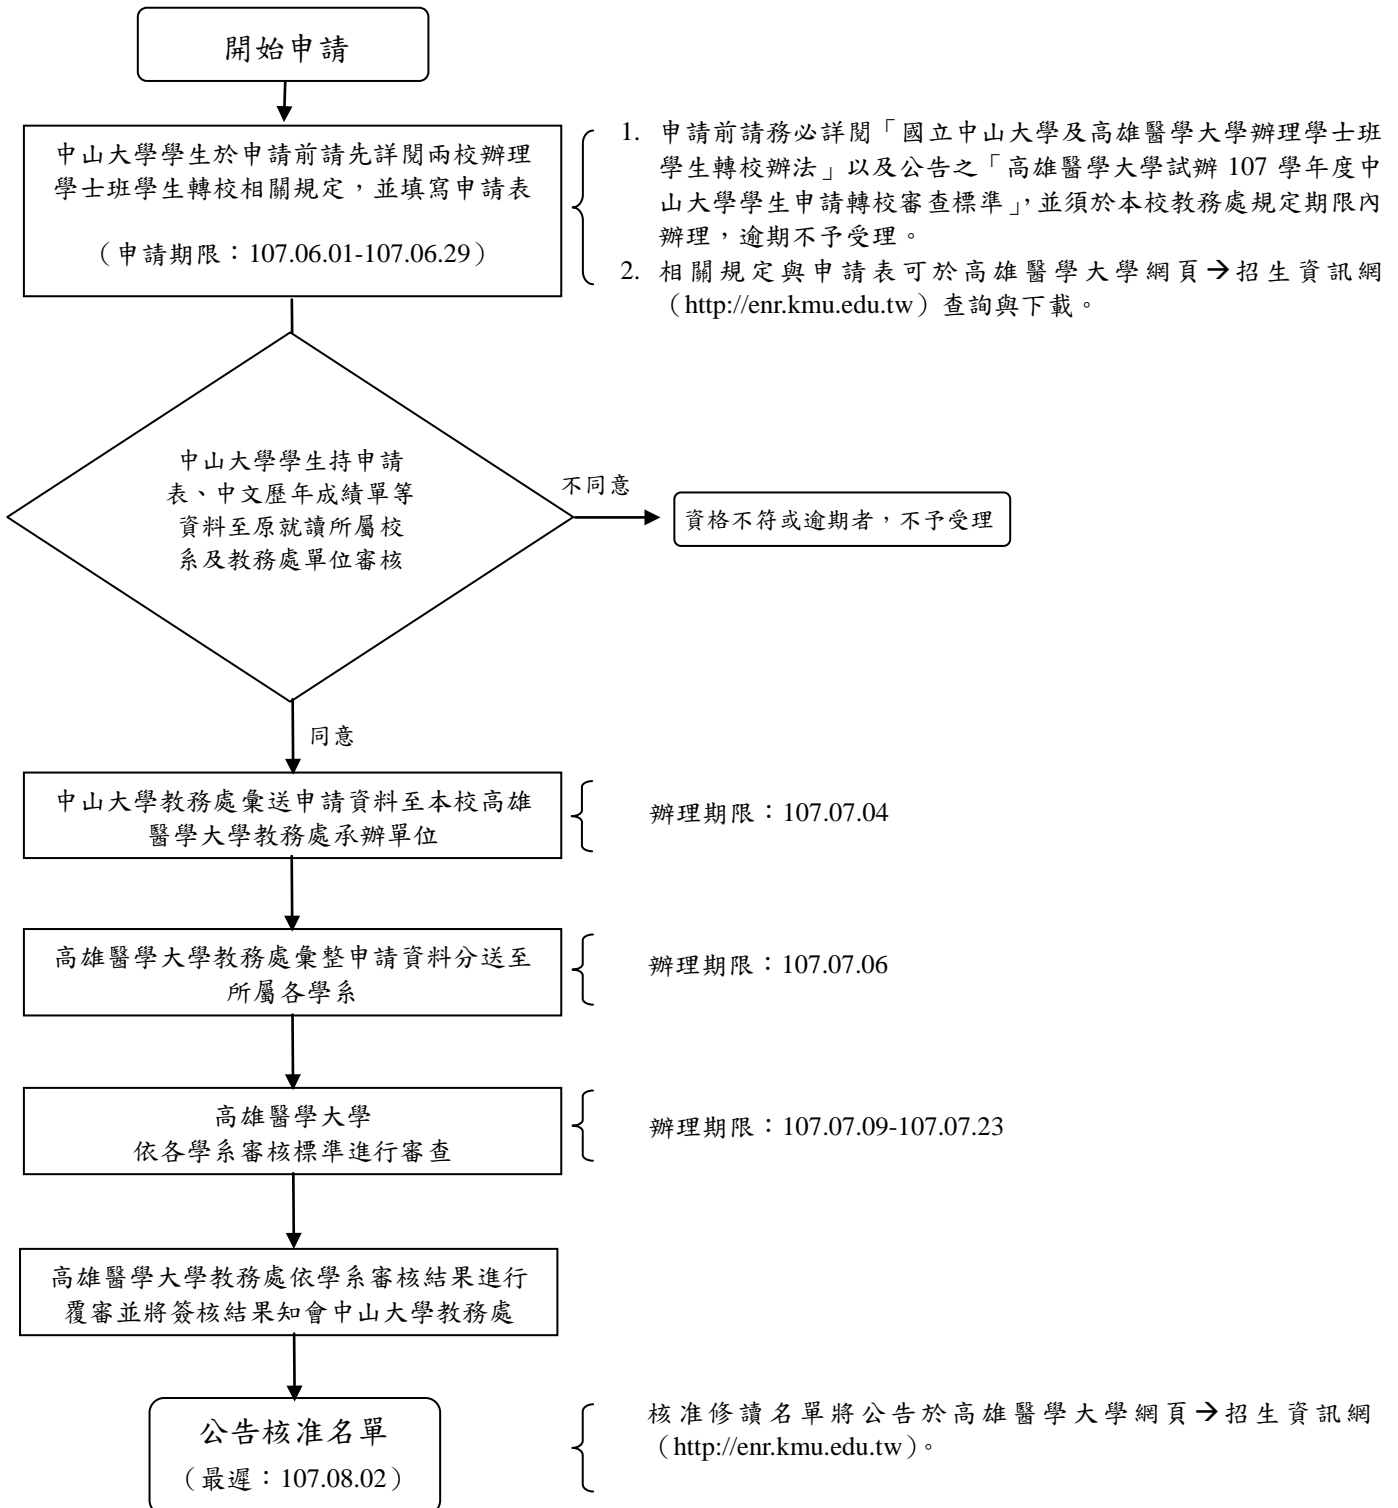 開始申請
中山大學學生於申請前請先詳閱兩校辦理
學士班學生轉校相關規定，並填寫申請表
（申請期限：107.06.01-107.06.29）
1. 申請前請務必詳閱「國立中山大學及高雄醫學大學辦理學士班
學生轉校辦法」以及公告之「高雄醫學大學試辦 107 學年度中
山大學學生申請轉校審查標準」，並須於本校教務處規定期限內
辦理，逾期不予受理。
2. 相關規定與申請表可於高雄醫學大學網頁→招生資訊網
（http://enr.kmu.edu.tw）查詢與下載。
中山大學學生持申請
表、中文歷年成績單等
資料至原就讀所屬校
系及教務處單位審核
不同意
資格不符或逾期者，不予受理
同意
中山大學教務處彙送申請資料至本校高雄
醫學大學教務處承辦單位
辦理期限：107.07.04
高雄醫學大學教務處彙整申請資料分送至
所屬各學系
辦理期限：107.07.06
高雄醫學大學
依各學系審核標準進行審查
辦理期限：107.07.09-107.07.23
高雄醫學大學教務處依學系審核結果進行
覆審並將簽核結果知會中山大學教務處
公告核准名單
（最遲：107.08.02）
核准修讀名單將公告於高雄醫學大學網頁→招生資訊網
（http://enr.kmu.edu.tw）。